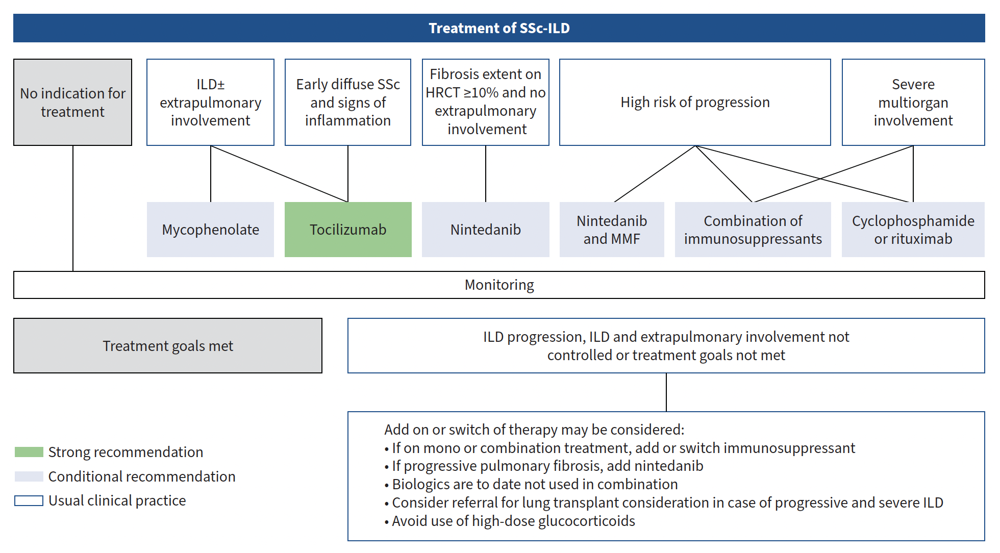 Treatment of SSc-ILD
No indication for
treatment
ILD±
extrapulmonary
involvement
Early diffuse SSc
and signs of
inflammation
Fibrosis extent on
HRCT ≥10% and no
extrapulmonary
involvement
High risk of progression
Severe
multiorgan
involvement
Mycophenolate
Tocilizumab
Nintedanib
Nintedanib
and MMF
Combination of
immunosuppressants
Cyclophosphamide
or rituximab
Monitoring
Treatment goals met
ILD progression, ILD and extrapulmonary involvement not
controlled or treatment goals not met
Add on or switch of therapy may be considered:
• If on mono or combination treatment, add or switch immunosuppressant
• If progressive pulmonary fibrosis, add nintedanib
• Biologics are to date not used in combination
• Consider referral for lung transplant consideration in case of progressive and severe ILD
• Avoid use of high-dose glucocorticoids
Strong recommendation
Conditional recommendation
Usual clinical practice